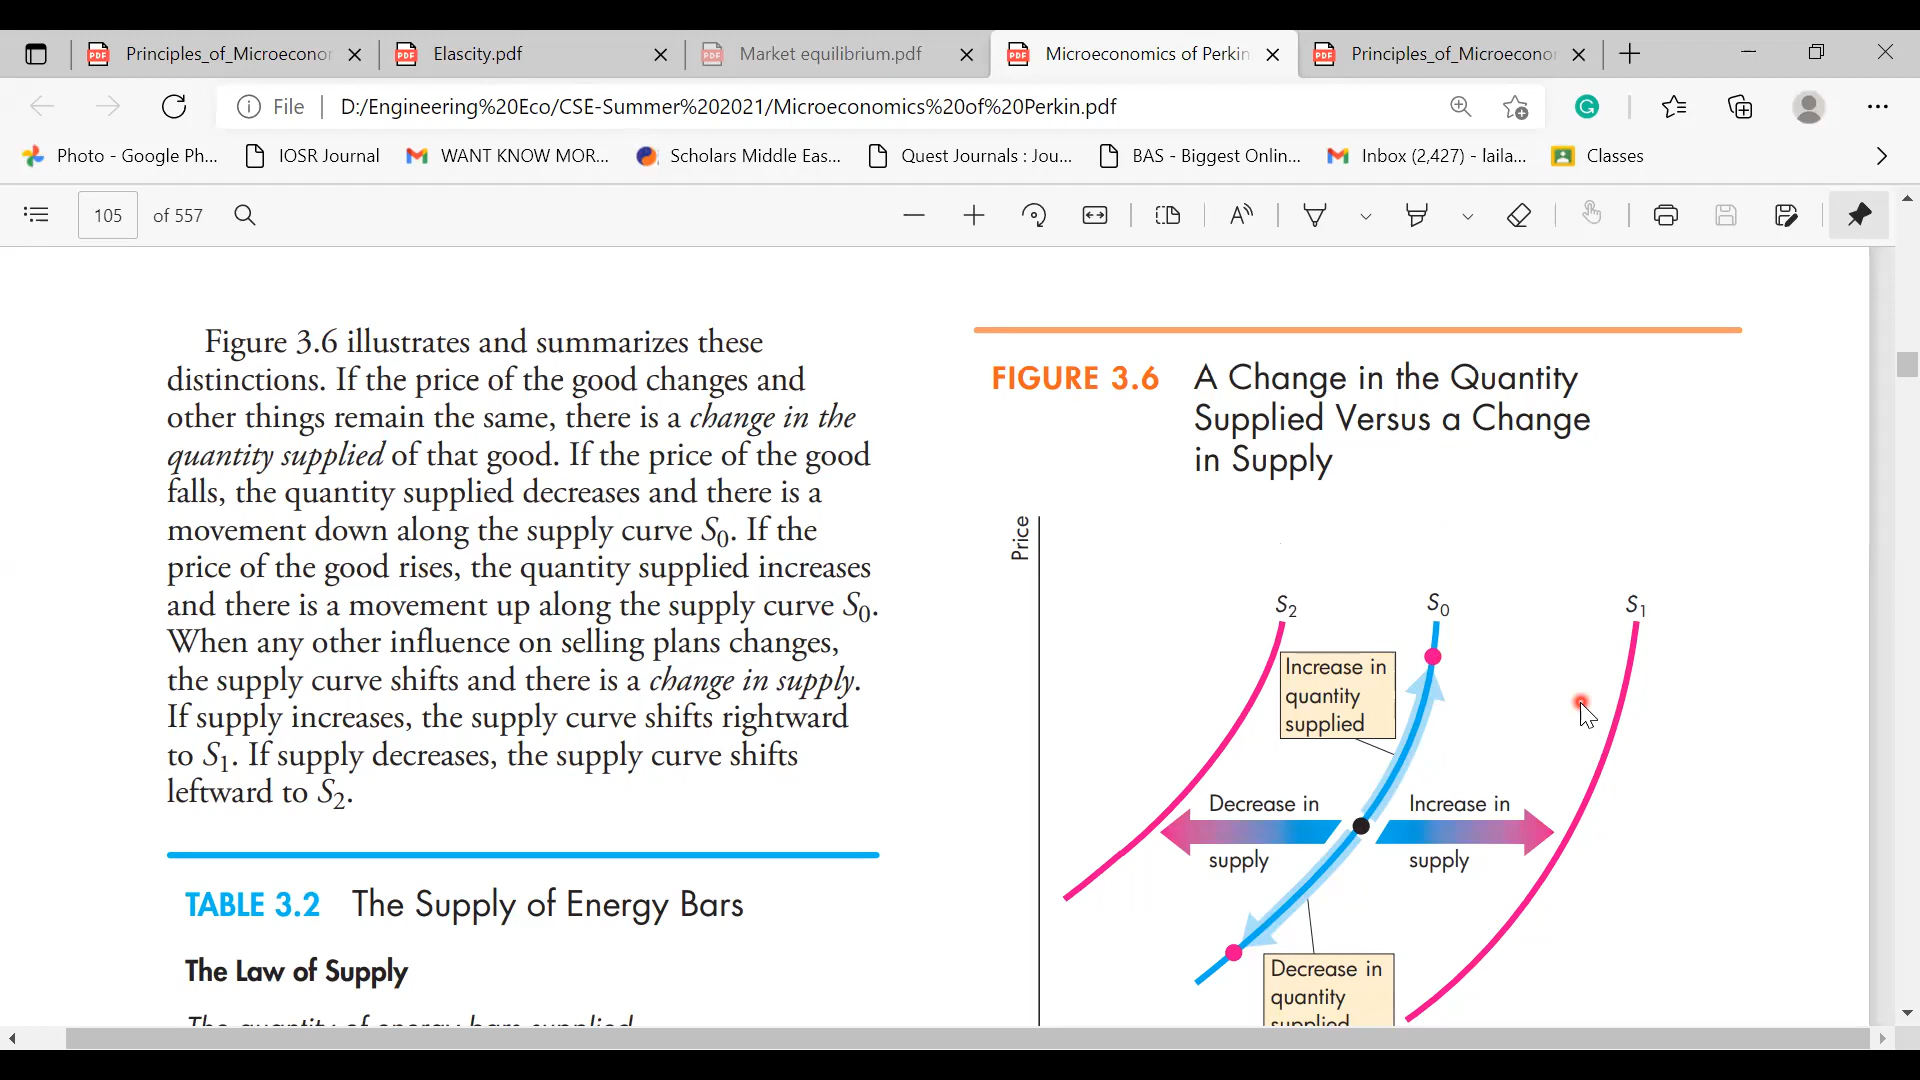 Principles_of_Microecono
Elascity.pdf
Market equilibrium.pdf
Microeconomics of Perkin
Principles_of_Microecono
File
D:/Engineering%20Eco/CSE-Summer%202021/Microeconomics%20of%20Perkin.pdf
Photo - Google Ph...
IOSR Journal
WANT KNOW MOR...
Scholars Middle Eas...
Quest Journals : Jou...
BAS - Biggest Onlin...
Inbox (2,427) - laila...
Classes
105 of 557
Figure 3.6 illustrates and summarizes these
distinctions. If the price of the good changes and
other things remain the same, there is a change in the
quantity supplied of that good. If the price of the good
falls, the quantity supplied decreases and there is a
movement down along the supply curve S0. If the
price of the good rises, the quantity supplied increases
and there is a movement up along the supply curve S0.
When any other influence on selling plans changes,
the supply curve shifts and there is a change in supply.
If supply increases, the supply curve shifts rightward
to S1. If supply decreases, the supply curve shifts
leftward to S2.
TABLE 3.2 The Supply of Energy Bars
The Law of Supply
The quantity of energy bars supplied
FIGURE 3.6 A Change in the Quantity
Supplied Versus a Change
in Supply
Price
S2
S0
S1
Increase in
quantity
supplied
Decrease in
supply
Increase in
supply
Decrease in
quantity
supplied